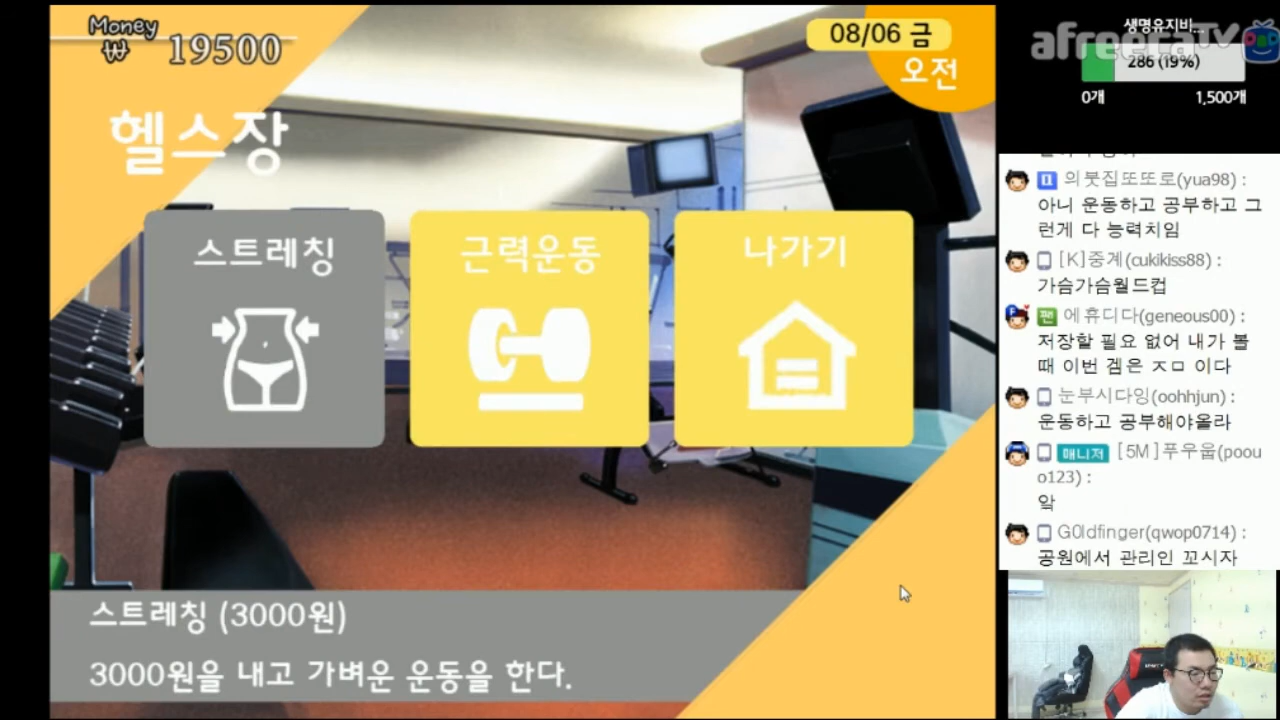 Money
₩ 19500
08/06 금
오전
헬스장
스트레칭
근력운동
나가기
스트레칭 (3000원)
3000원을 내고 가벼운 운동을 한다.
afreecaTV
생명유지비...
286 (19%)
0개 1,500개
의붓집또또로(yua98) :
아니 운동하고 공부하고 그
런게 다 능력치임
[K]중계(cukikiss88) :
가슴가슴월드컵
팬 에휴디다(geneous00) :
저장할 필요 없어 내가 볼
때 이번 겜은 ㅈㅁ 이다
눈부시다잉(oohhjun) :
운동하고 공부해야올라
매니저 [5M]푸우웁(poou
o123) :
앜
G0ldfinger(qwop0714) :
공원에서 관리인 꼬시자